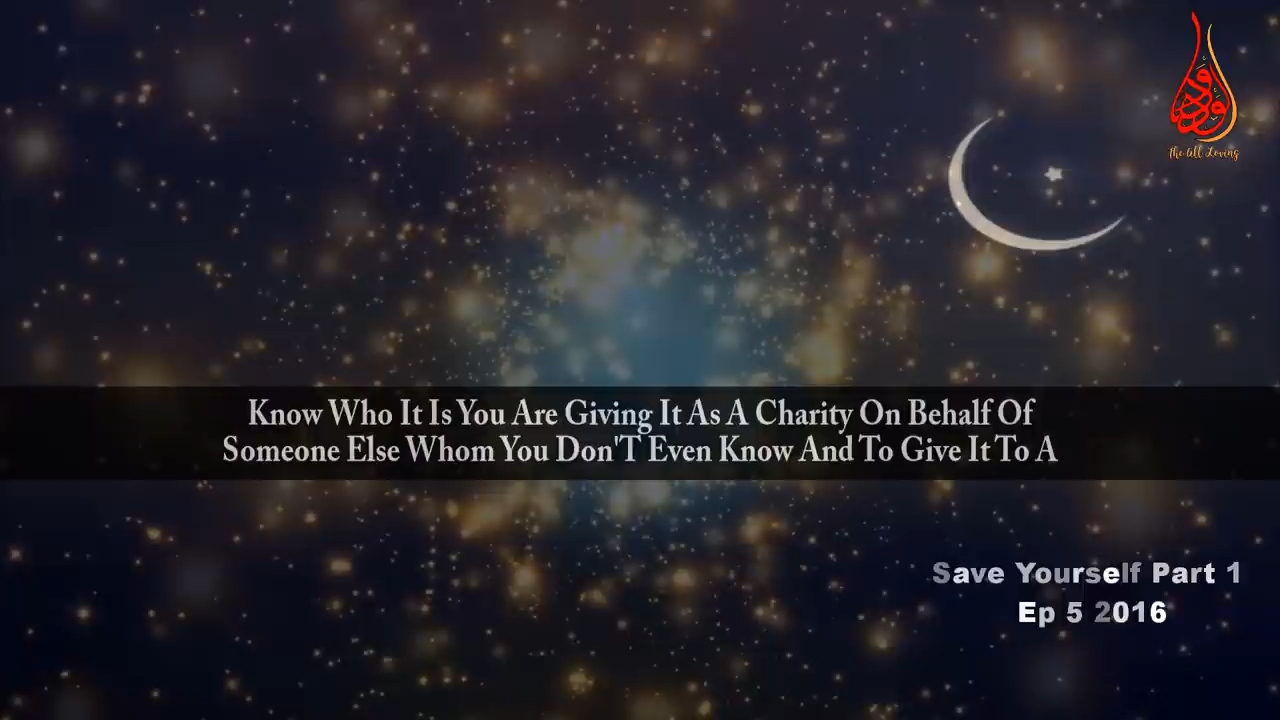 ودود
The All Loving
Know Who It Is You Are Giving It As A Charity On Behalf Of
Someone Else Whom You Don'T Even Know And To Give It To A
Save Yourself Part 1
Ep 5 2016